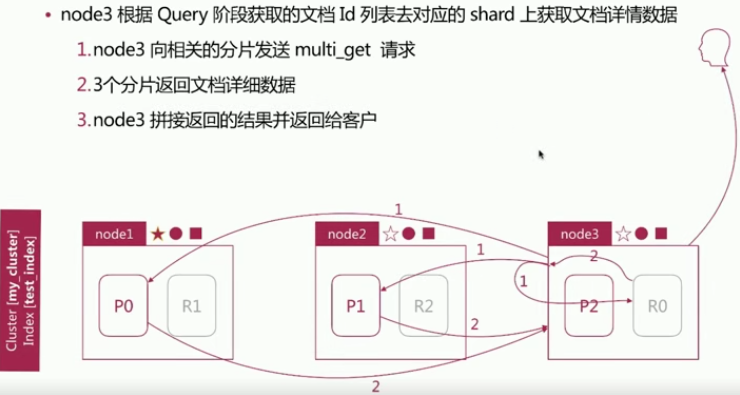 • node3 根据 Query 阶段获取的文档 Id 列表去对应的 shard 上获取文档详情数据
1.node3 向相关的分片发送 multi_get 请求
2.3个分片返回文档详细数据
3.node3 拼接返回的结果并返回给客户
Cluster [my_cluster]
Index [test_index]
1
node1
node2
node3
1
2
1
P0
R1
P1
R2
P2
R0
2
2